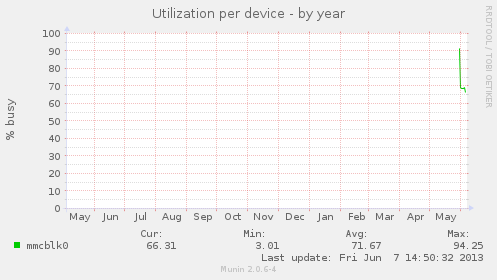 Utilization per device - by year
RRDTOOL / TOBI OETIKER
% busy
100
90
80
70
60
50
40
30
20
10
0
May Jun Jul Aug Sep Oct Nov Dec Jan Feb Mar Apr May
Cur: Min: Avg: Max:
mmcblk0 66.31 3.01 71.67 94.25
Last update: Fri Jun 7 14:50:32 2013
Munin 2.0.6-4